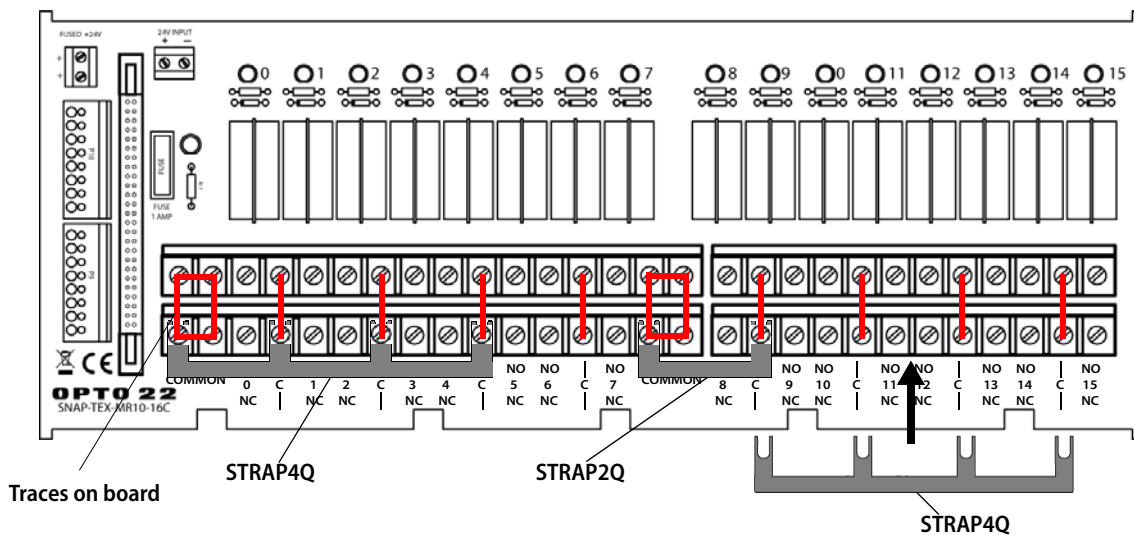 FUSED +24V
24V INPUT
+ −
+
+
0 1 2 3 4 5 6 7 8 9 0 11 12 13 14 15
P10
FUSE
FUSE
1 AMP
NO NO NO NO NO NO NO NO NO
COMMON 0 C 1 2 C 3 4 C 5 6 C 7 COMMON 8 C 9 10 C 11 12 C 13 14 C 15
NC NC NC NC NC NC NC NC NC NC NC NC NC NC NC NC
CE
OPTO 22
SNAP-TEX-MR10-16C
Traces on board
STRAP4Q
STRAP2Q
STRAP4Q